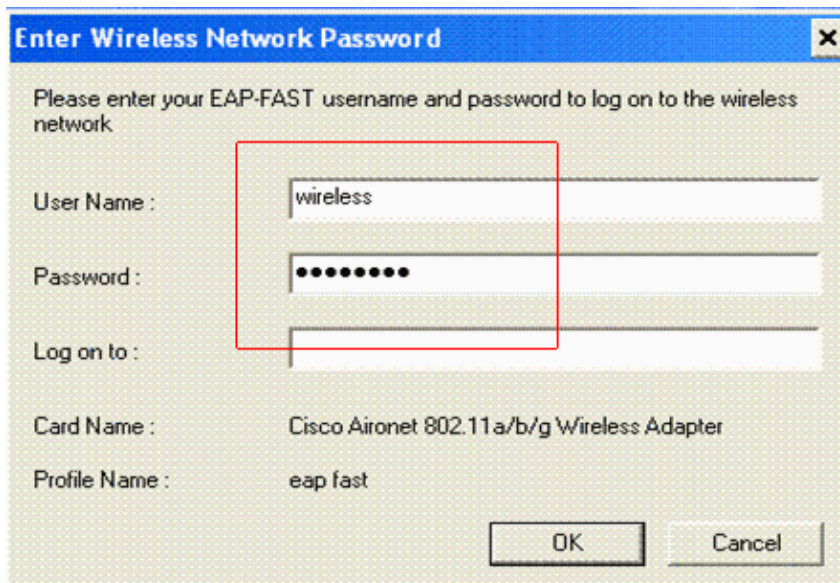 Enter Wireless Network Password
Please enter your EAP-FAST username and password to log on to the wireless
network
User Name : wireless
Password : ••••••••
Log on to :
Card Name : Cisco Aironet 802.11a/b/g Wireless Adapter
Profile Name : eap fast
OK Cancel